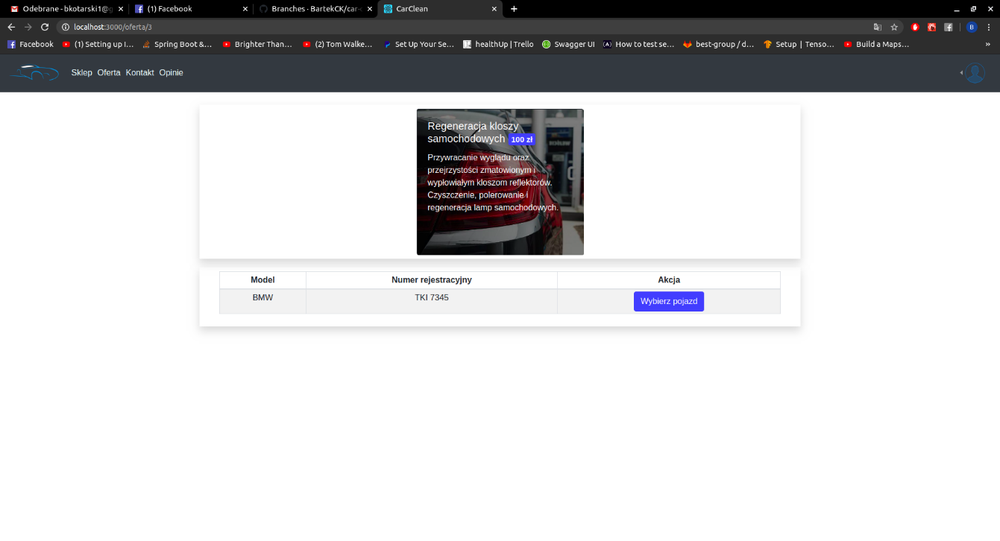 Odebrane - bkotarski1@g
(1) Facebook
Branches · BartekCK/car-c
CarClean
localhost:3000/oferta/3
B
Facebook
(1) Setting up I…
Spring Boot &…
Brighter Than…
(2) Tom Walke…
Set Up Your Se…
healthUp | Trello
Swagger UI
How to test se…
best-group / d…
Setup | Tenso…
Build a Maps…
»
Sklep Oferta Kontakt Opinie
Regeneracja kloszy
samochodowych 100 zł
Przywracanie wyglądu oraz
przejrzystości zmatowionym i
wypłowiałym kloszom reflektorów.
Czyszczenie, polerowanie i
regeneracja lamp samochodowych.
Model Numer rejestracyjny Akcja
BMW TKI 7345 Wybierz pojazd